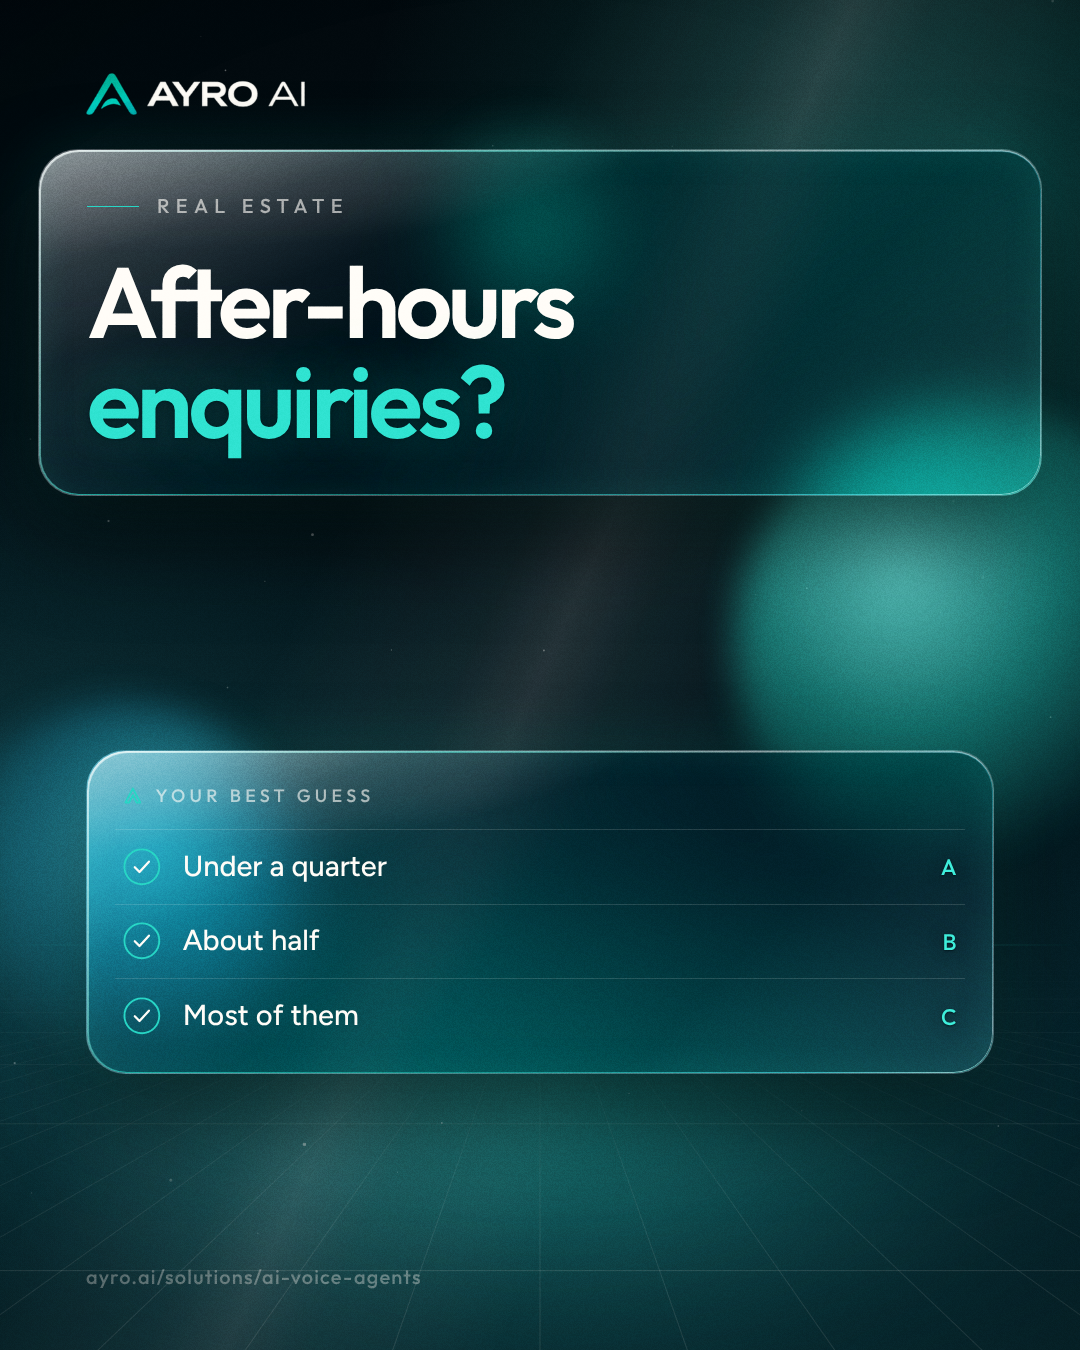 AYRO AI
REAL ESTATE
After-hours
enquiries?
YOUR BEST GUESS
Under a quarter A
About half B
Most of them C
ayro.ai/solutions/ai-voice-agents